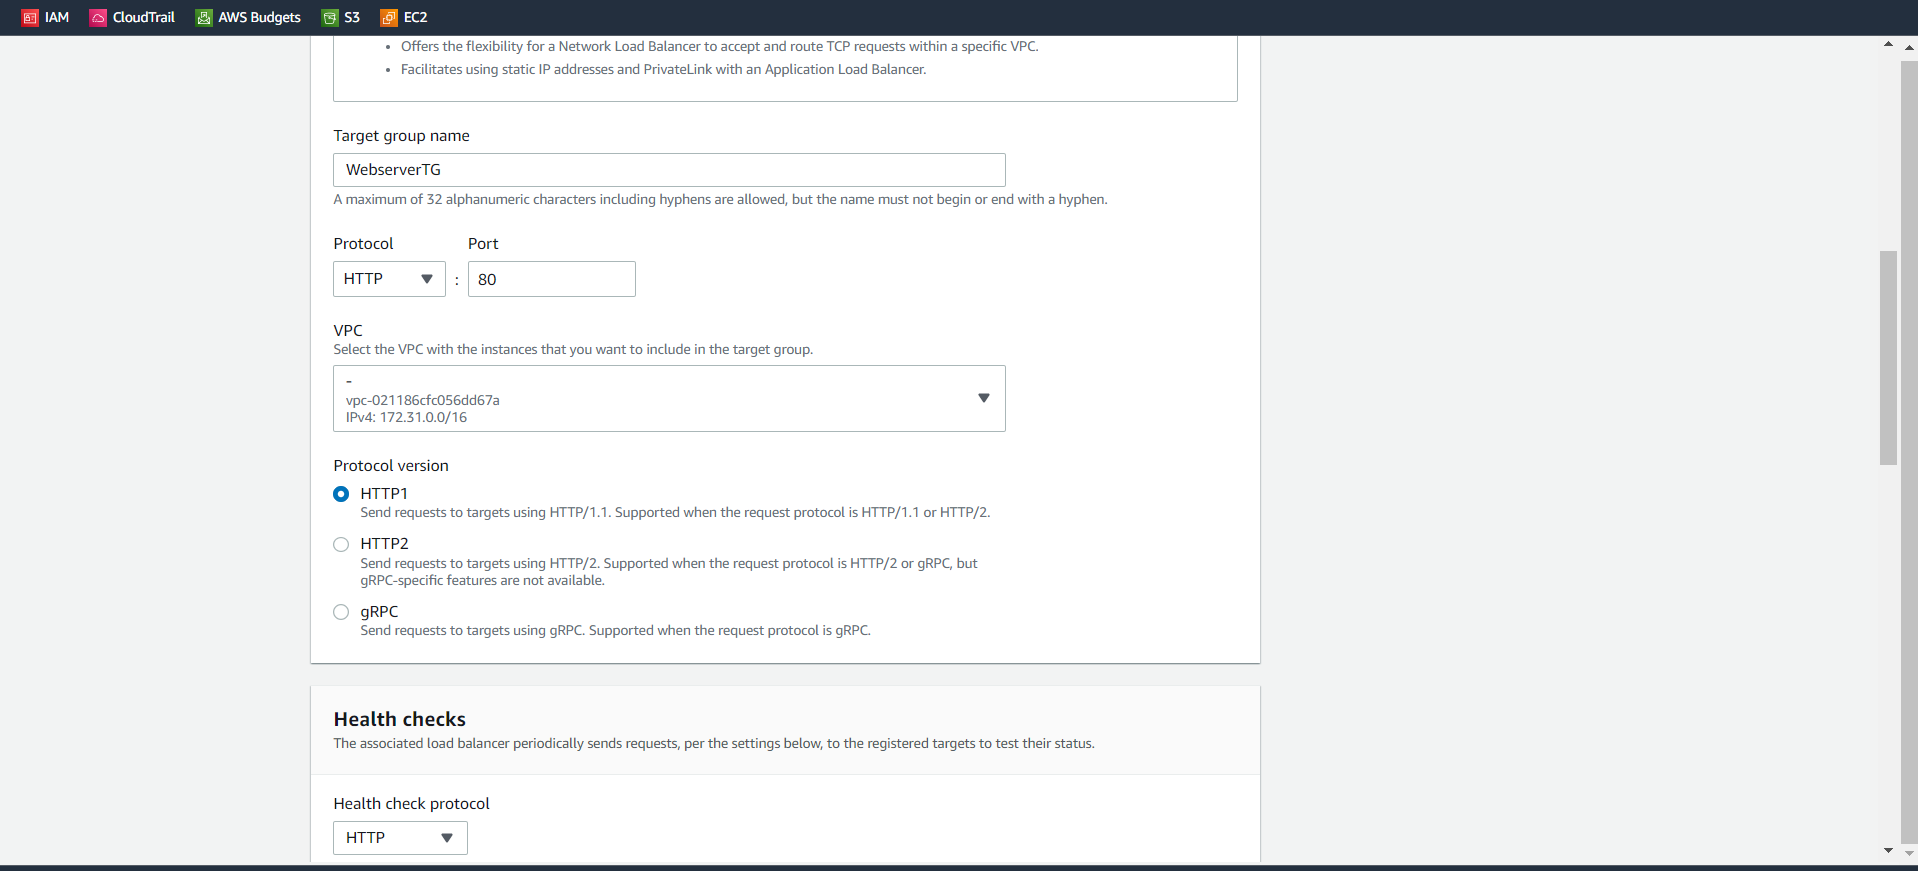 IAM CloudTrail AWS Budgets S3 EC2
Offers the flexibility for a Network Load Balancer to accept and route TCP requests within a specific VPC.
Facilitates using static IP addresses and PrivateLink with an Application Load Balancer.
Target group name
WebserverTG
A maximum of 32 alphanumeric characters including hyphens are allowed, but the name must not begin or end with a hyphen.
Protocol Port
HTTP : 80
VPC
Select the VPC with the instances that you want to include in the target group.
-
vpc-021186cfc056dd67a
IPv4: 172.31.0.0/16
Protocol version
HTTP1
Send requests to targets using HTTP/1.1. Supported when the request protocol is HTTP/1.1 or HTTP/2.
HTTP2
Send requests to targets using HTTP/2. Supported when the request protocol is HTTP/2 or gRPC, but
gRPC-specific features are not available.
gRPC
Send requests to targets using gRPC. Supported when the request protocol is gRPC.
Health checks
The associated load balancer periodically sends requests, per the settings below, to the registered targets to test their status.
Health check protocol
HTTP